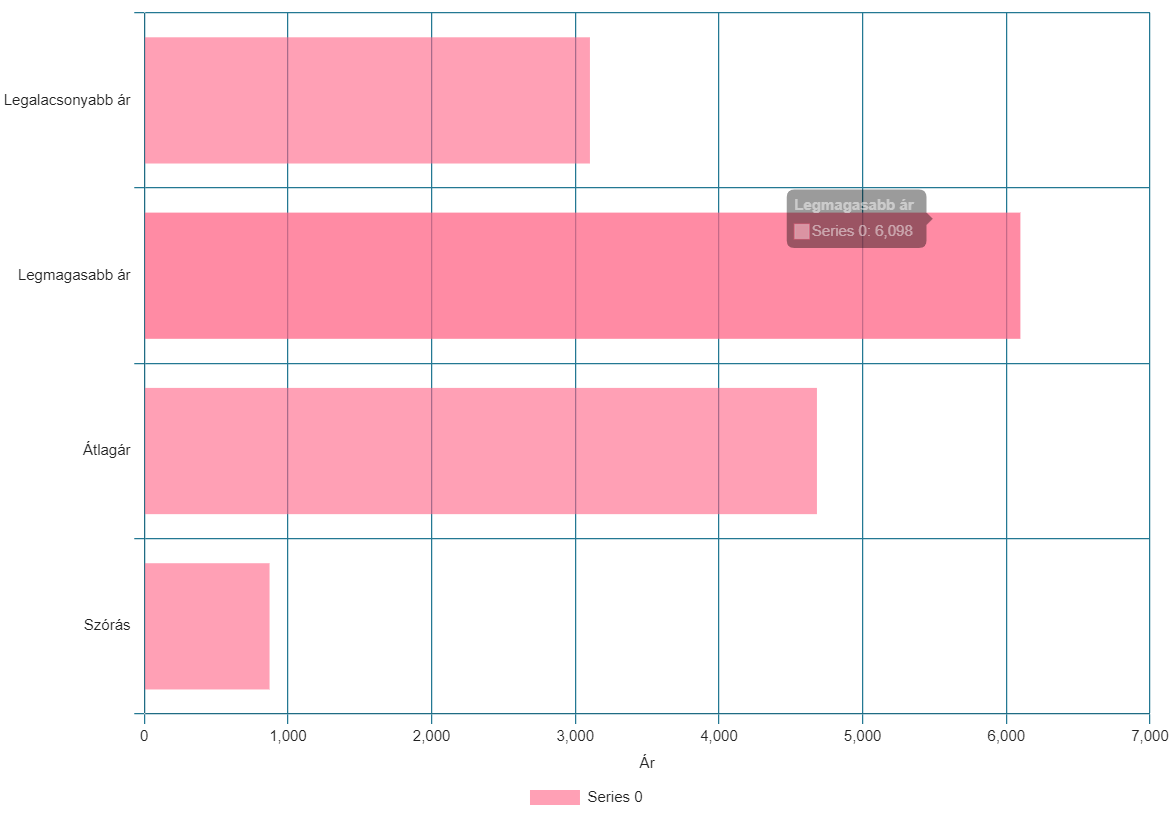 Legalacsonyabb ár
Legmagasabb ár
Series 0: 6,098
Legmagasabb ár
Átlagár
Szórás
0 1,000 2,000 3,000 4,000 5,000 6,000 7,000
Ár
Series 0